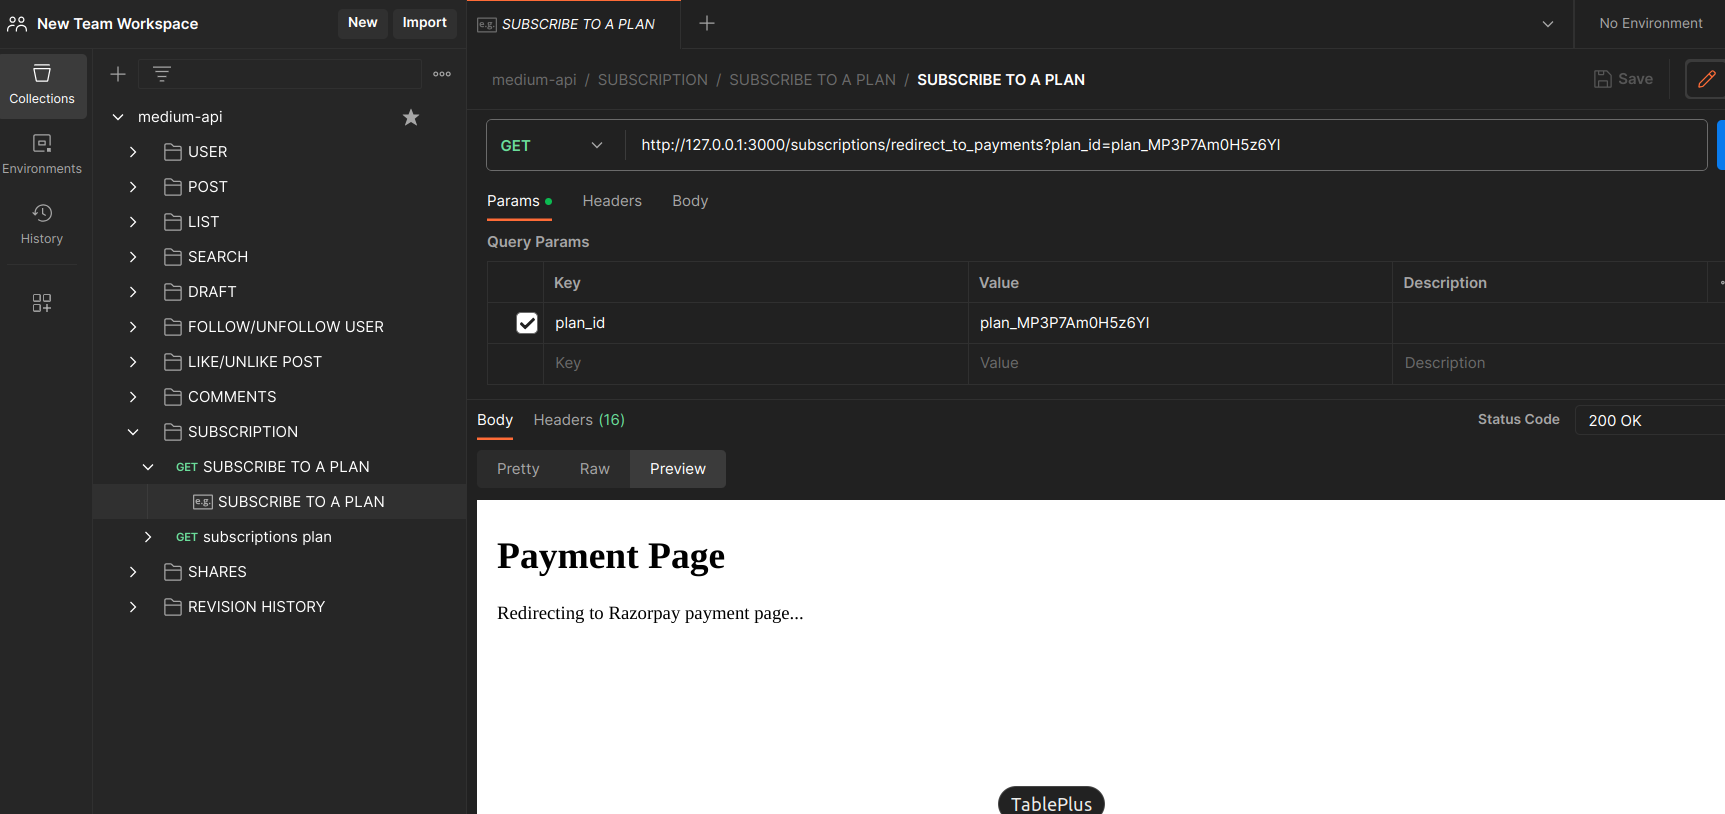 New Team Workspace
New
Import
Collections
Environments
History
medium-api
USER
POST
LIST
SEARCH
DRAFT
FOLLOW/UNFOLLOW USER
LIKE/UNLIKE POST
COMMENTS
SUBSCRIPTION
GET SUBSCRIBE TO A PLAN
e.g. SUBSCRIBE TO A PLAN
GET subscriptions plan
SHARES
REVISION HISTORY
e.g. SUBSCRIBE TO A PLAN
No Environment
medium-api / SUBSCRIPTION / SUBSCRIBE TO A PLAN / SUBSCRIBE TO A PLAN
Save
GET
http://127.0.0.1:3000/subscriptions/redirect_to_payments?plan_id=plan_MP3P7Am0H5z6Yl
Params
Headers
Body
Query Params
Key Value Description
plan_id plan_MP3P7Am0H5z6Yl
Key Value Description
Body Headers (16)
Status Code 200 OK
Pretty Raw Preview
Payment Page
Redirecting to Razorpay payment page...
TablePlus